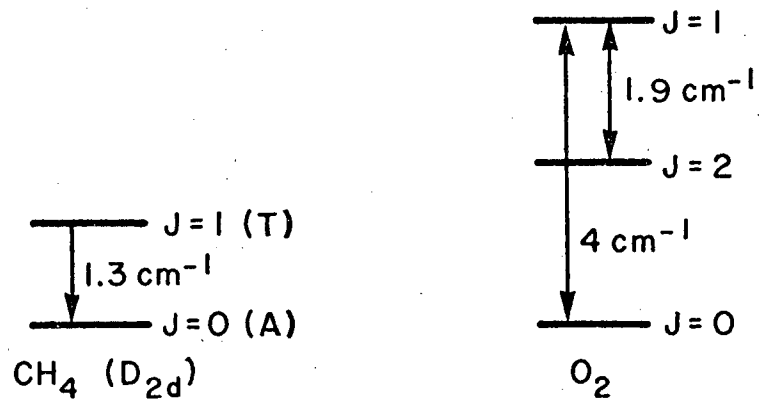 J = 1
1.9 cm⁻¹
J = 2
J = 1 (T)
4 cm⁻¹
1.3 cm⁻¹
J = 0 (A)
J = 0
CH₄ (D₂d)
O₂